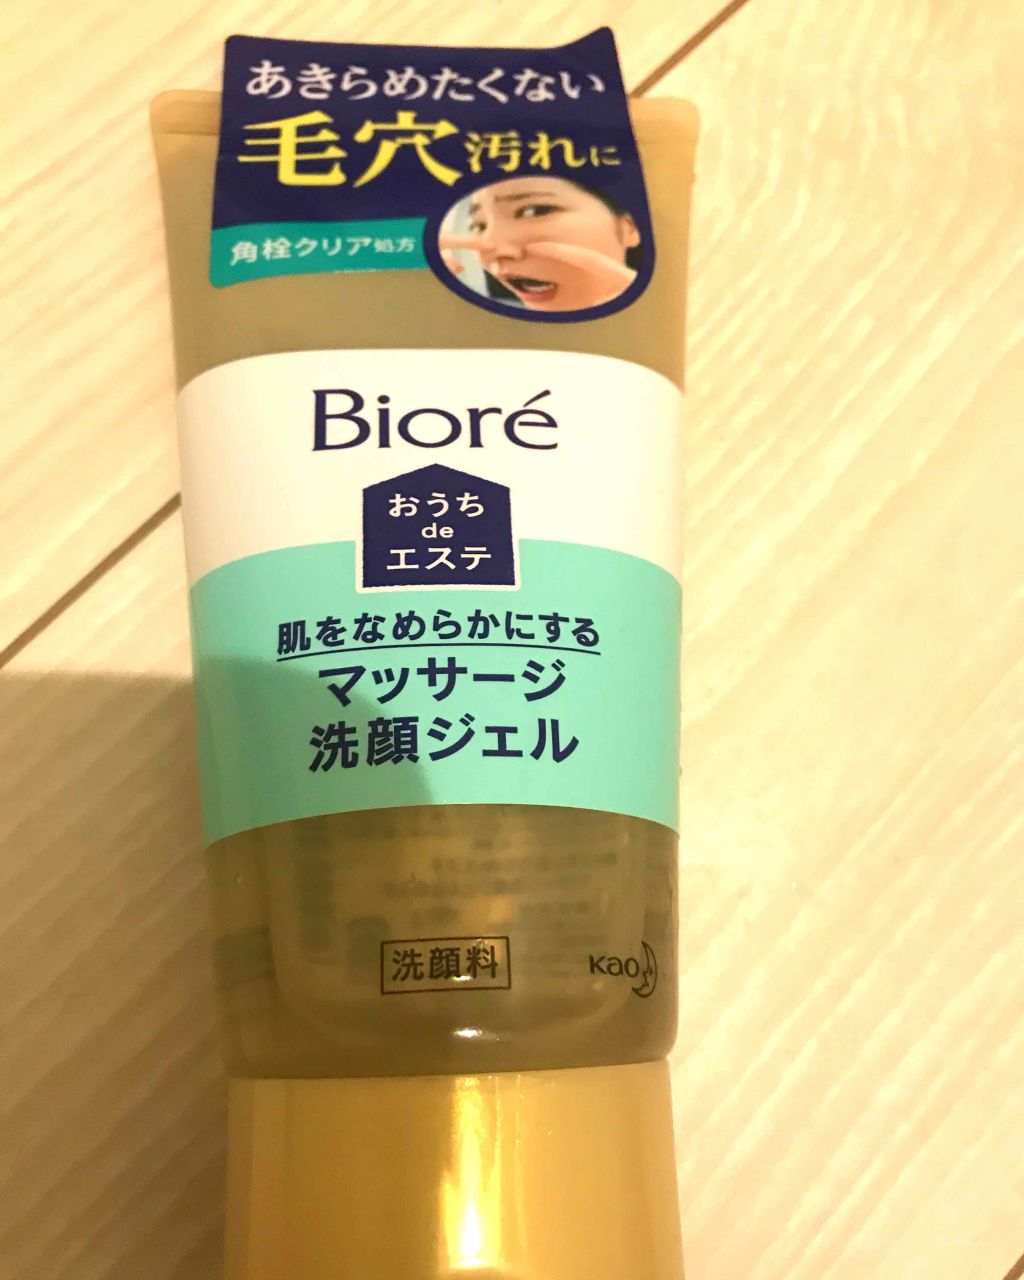 あきらめたくない
毛穴汚れに
角栓クリア処方
Bioré
おうち
de
エステ
肌をなめらかにする
マッサージ
洗顔ジェル
洗顔料
Kao